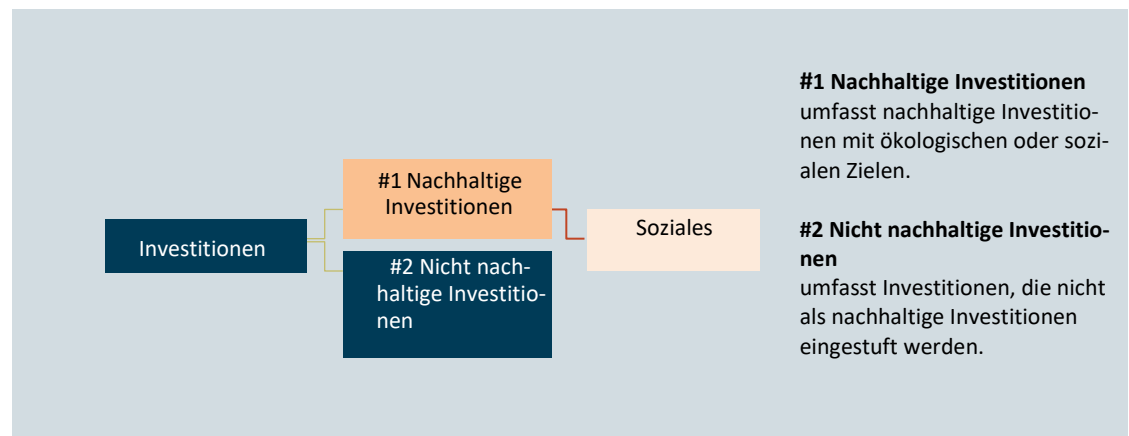 Investitionen
#1 Nachhaltige
Investitionen
#2 Nicht nach-
haltige Investitio-
nen
Soziales
#1 Nachhaltige Investitionen
umfasst nachhaltige Investitio-
nen mit ökologischen oder sozi-
alen Zielen.
#2 Nicht nachhaltige Investitio-
nen
umfasst Investitionen, die nicht
als nachhaltige Investitionen
eingestuft werden.